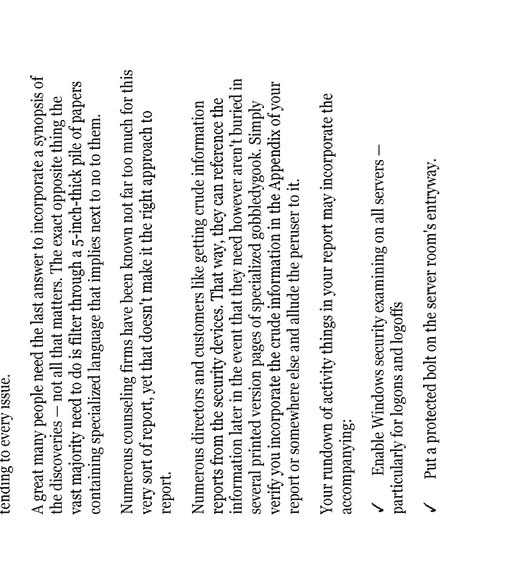 tending to every issue.
A great many people need the last answer to incorporate a synopsis of
the discoveries — not all that matters. The exact opposite thing the
vast majority need to do is filter through a 5-inch-thick pile of papers
containing specialized language that implies next to no to them.
Numerous counseling firms have been known not far too much for this
very sort of report, yet that doesn't make it the right approach to
report.
Numerous directors and customers like getting crude information
reports from the security devices. That way, they can reference the
information later in the event that they need however aren't buried in
several printed version pages of specialized gobbledygook. Simply
verify you incorporate the crude information in the Appendix of your
report or somewhere else and allude the peruser to it.
Your rundown of activity things in your report may incorporate the
accompanying:
✓ Enable Windows security examining on all servers —
particularly for logons and logoffs
✓ Put a protected bolt on the server room's entryway.